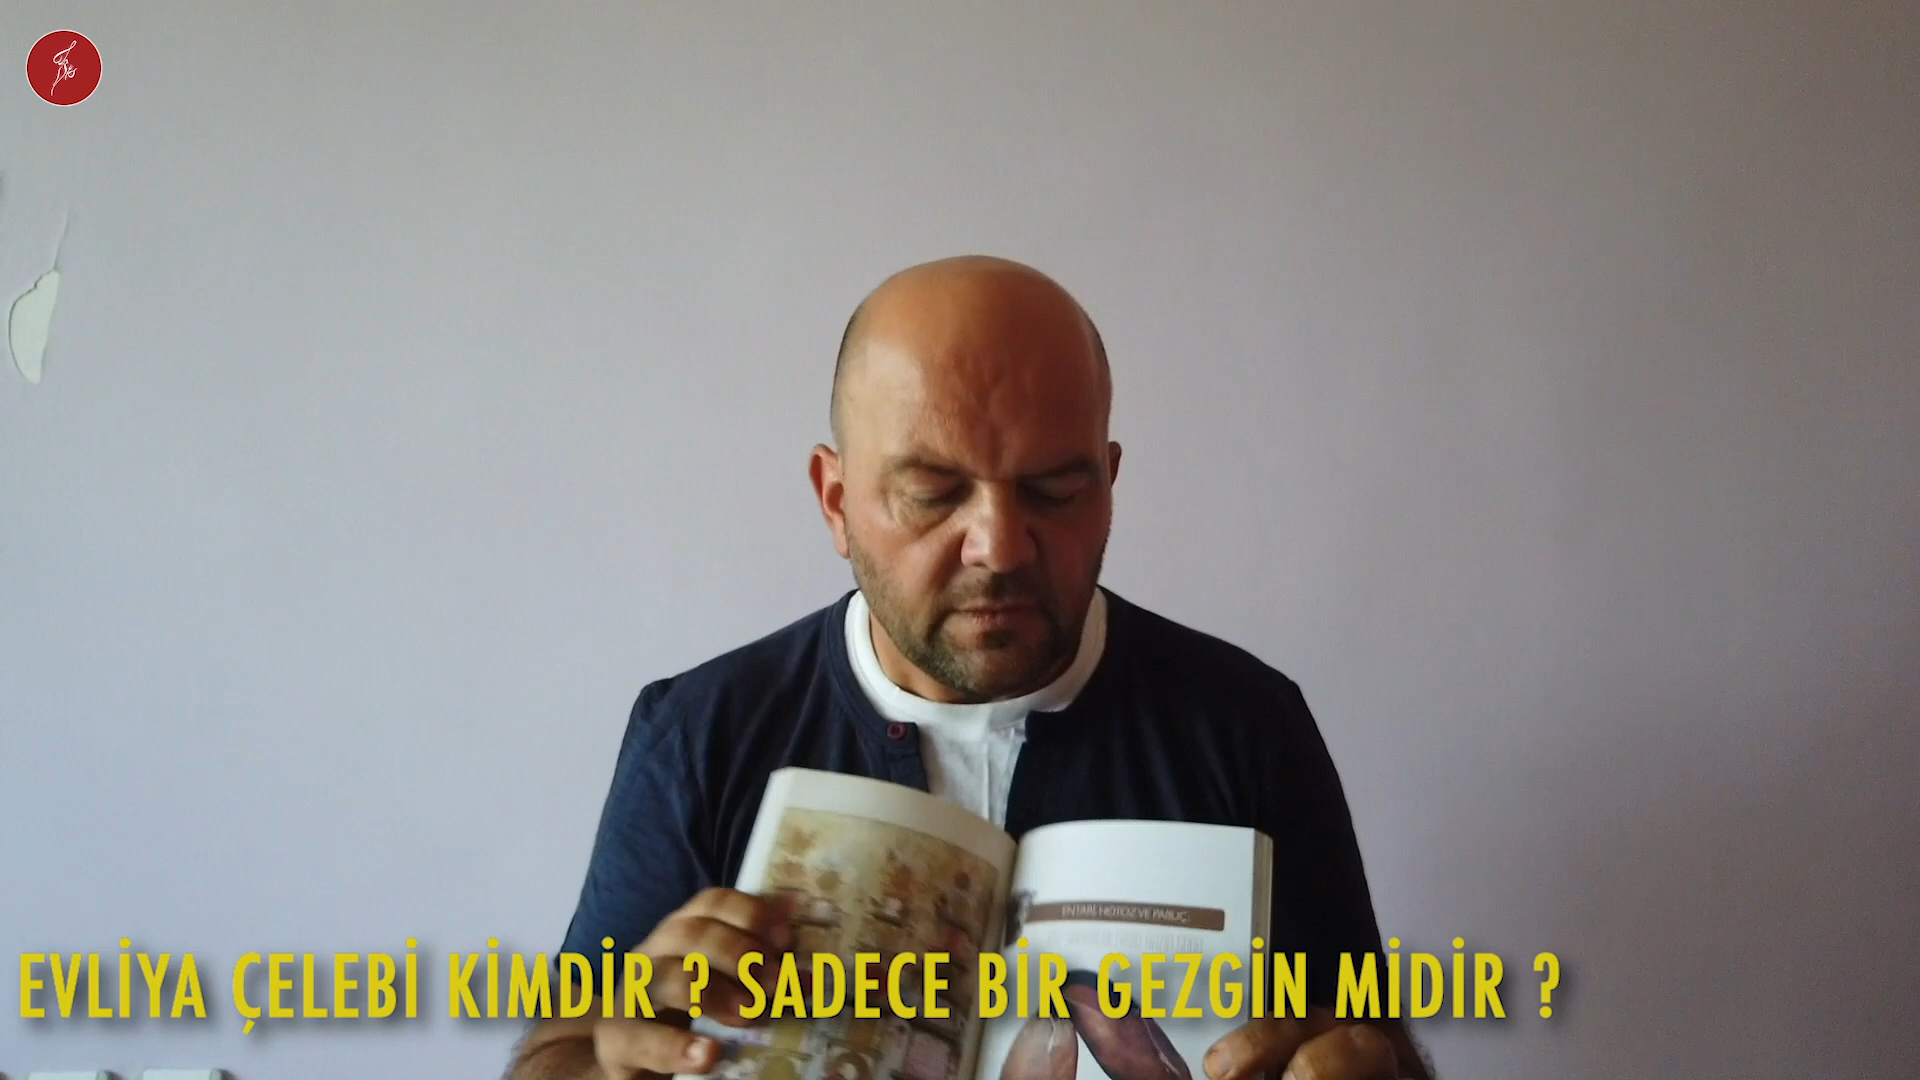 ENTARİ, HOTOZ VE PABUÇ:
EVLİYA ÇELEBİ KİMDİR ? SADECE BİR GEZGİN MİDİR ?